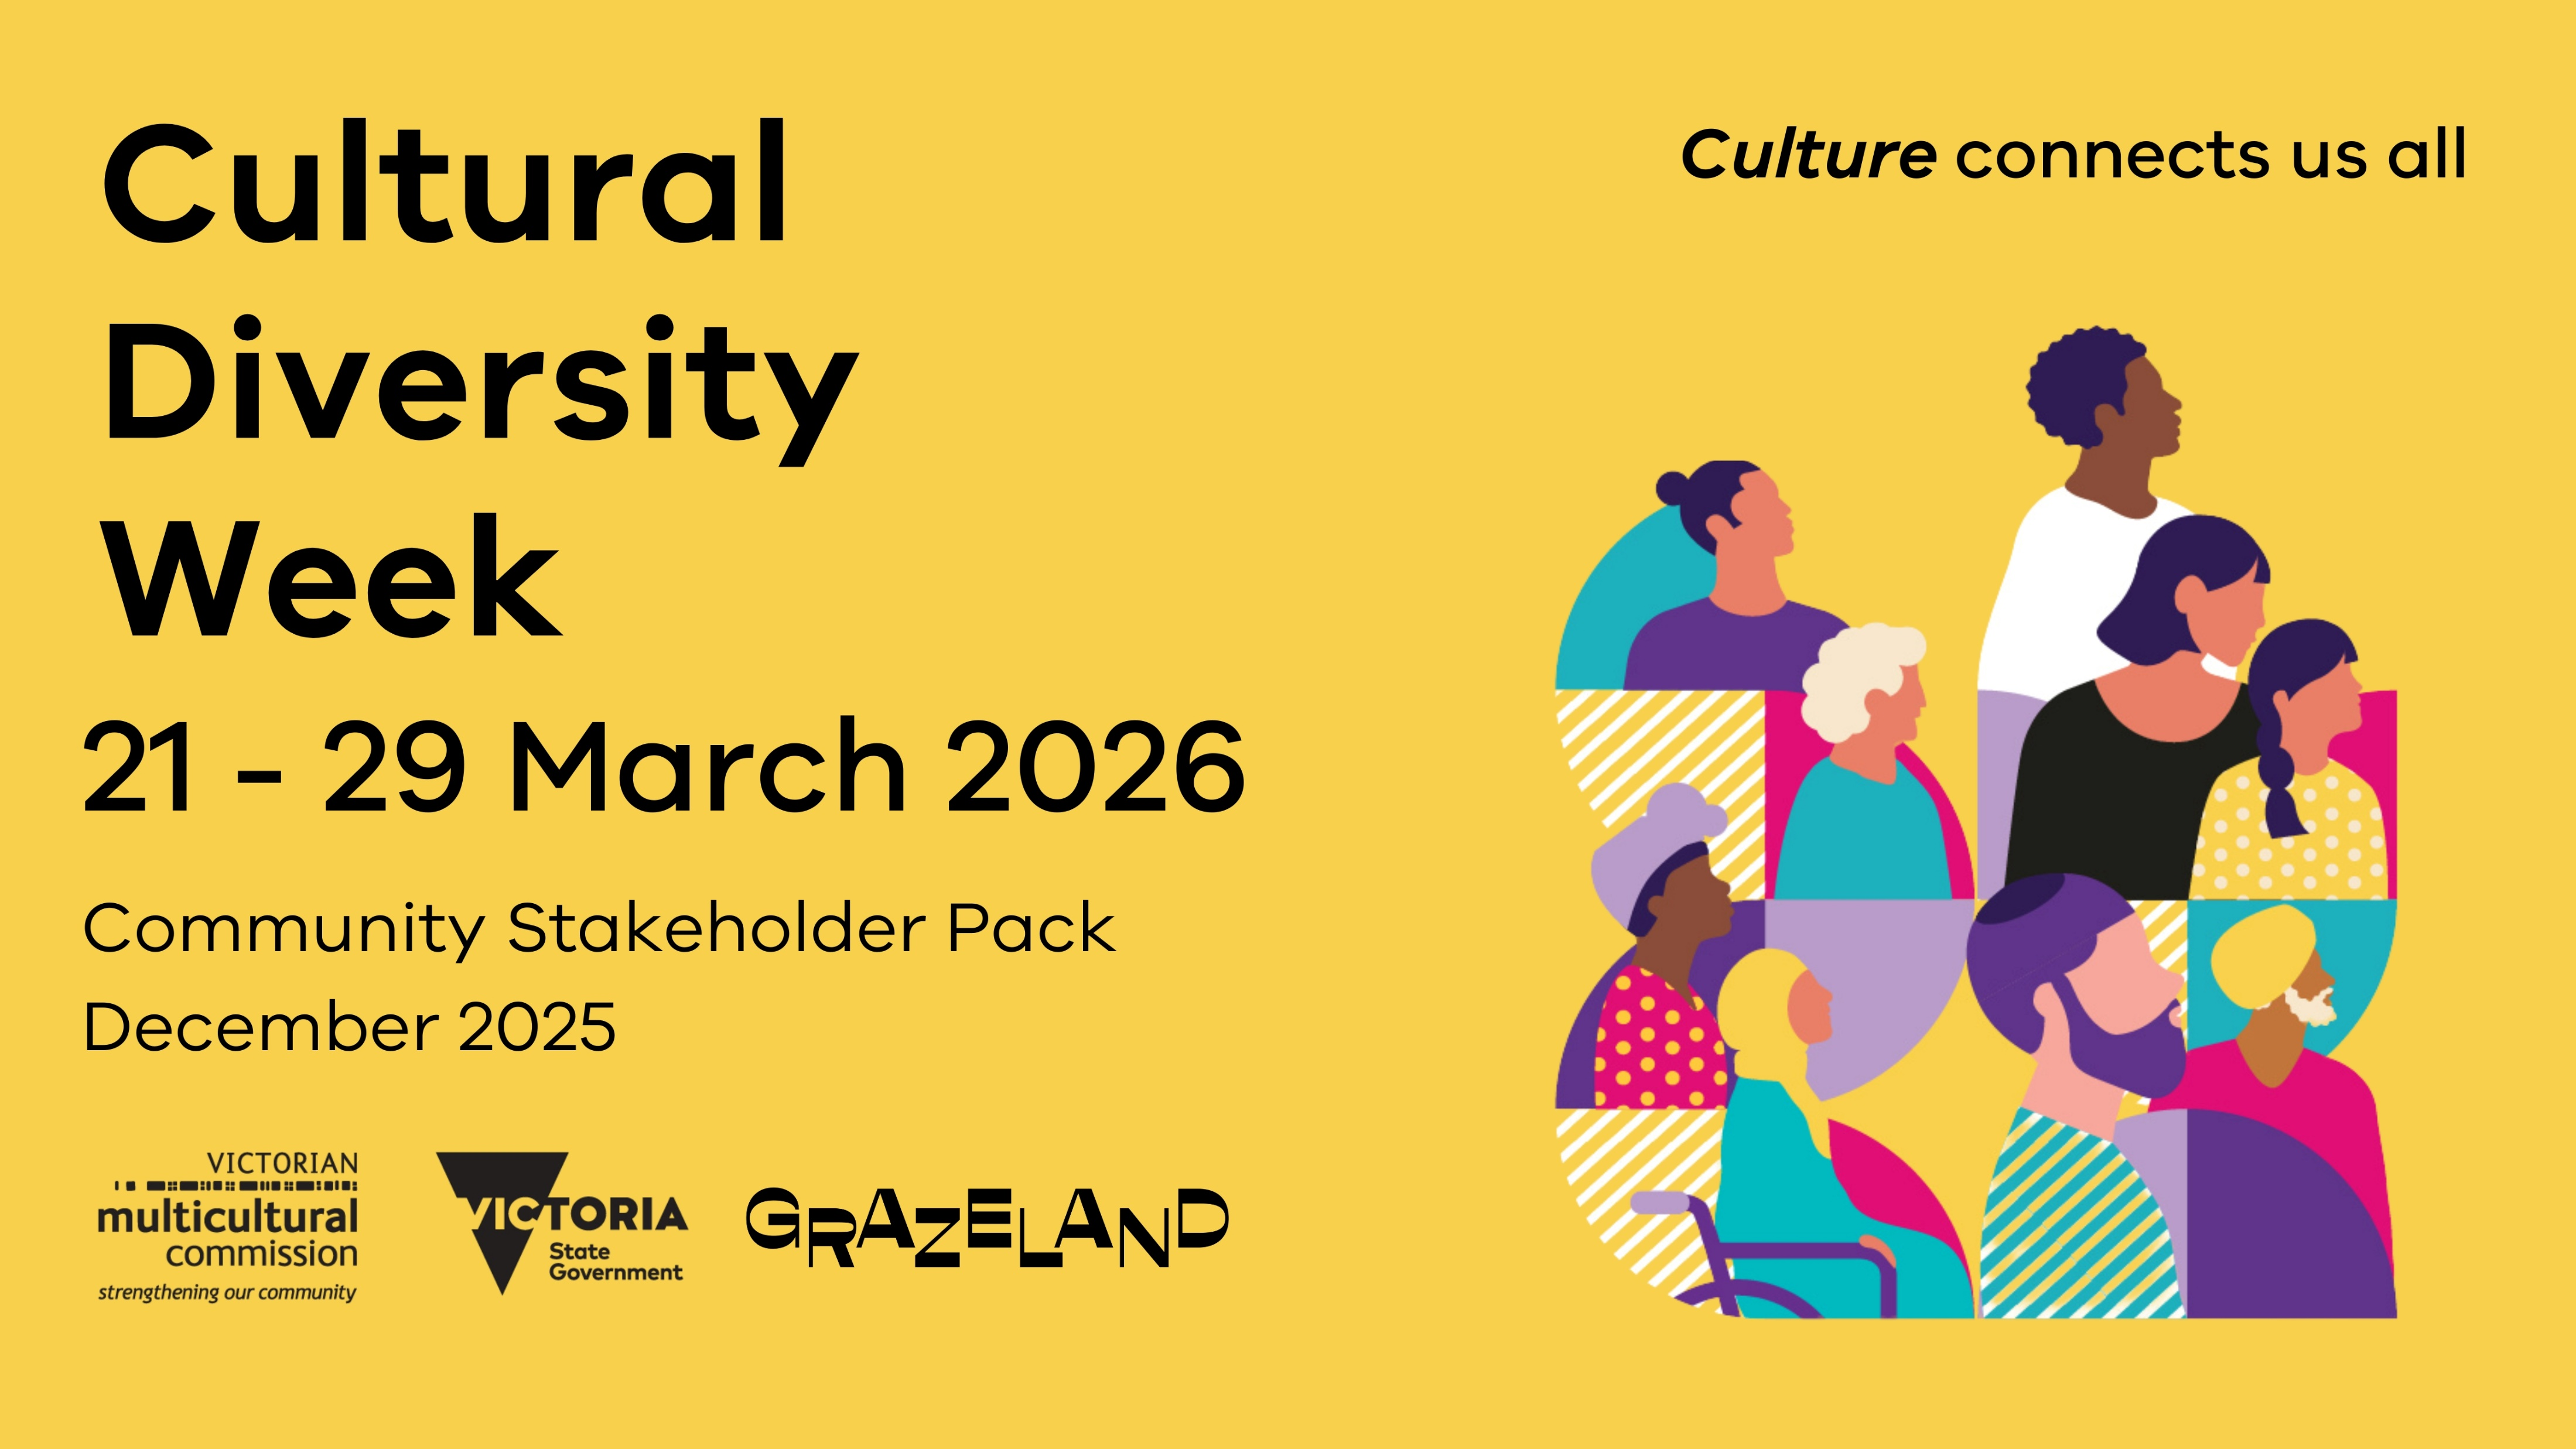 Cultural
Diversity
Week
21 - 29 March 2026
Community Stakeholder Pack
December 2025
Culture connects us all
VICTORIAN
multicultural
commission
strengthening our community
VICTORIA
State
Government
GRAZELAND